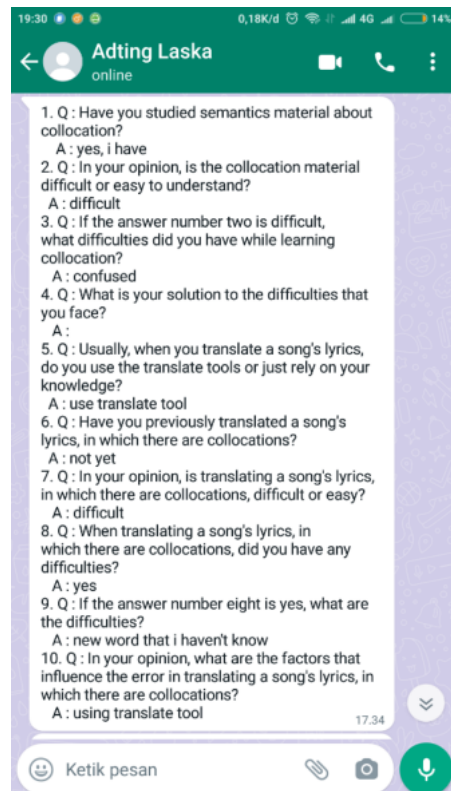 19:30 0,18K/d 4G 14%
Adting Laska
online
1. Q : Have you studied semantics material about
collocation?
A : yes, i have
2. Q : In your opinion, is the collocation material
difficult or easy to understand?
A : difficult
3. Q : If the answer number two is difficult,
what difficulties did you have while learning
collocation?
A : confused
4. Q : What is your solution to the difficulties that
you face?
A :
5. Q : Usually, when you translate a song's lyrics,
do you use the translate tools or just rely on your
knowledge?
A : use translate tool
6. Q : Have you previously translated a song's
lyrics, in which there are collocations?
A : not yet
7. Q : In your opinion, is translating a song's lyrics,
in which there are collocations, difficult or easy?
A : difficult
8. Q : When translating a song's lyrics, in
which there are collocations, did you have any
difficulties?
A : yes
9. Q : If the answer number eight is yes, what are
the difficulties?
A : new word that i haven't know
10. Q : In your opinion, what are the factors that
influence the error in translating a song's lyrics, in
which there are collocations?
A : using translate tool
17.34
Ketik pesan